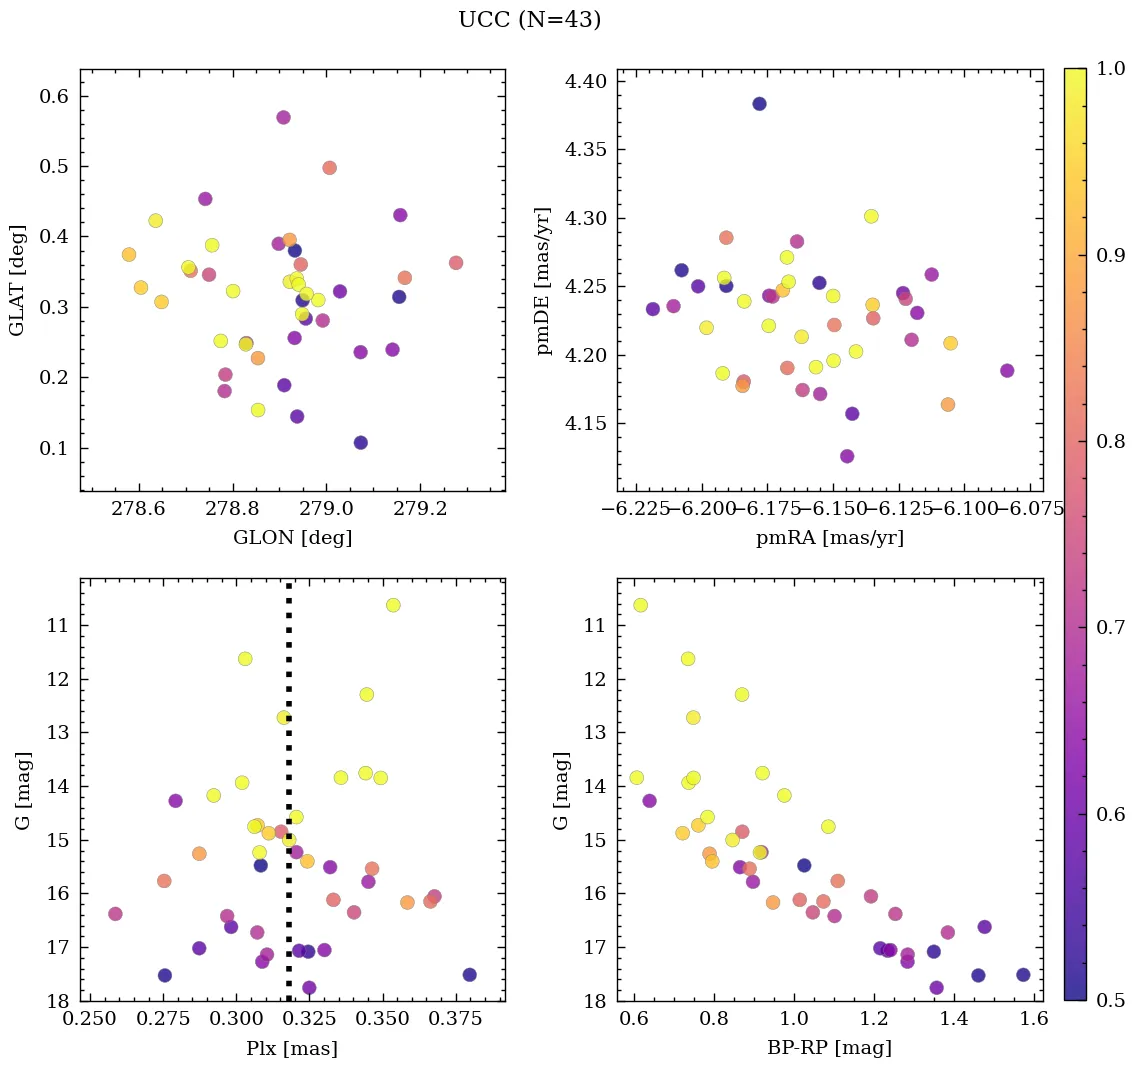 UCC (N=43)
0.6
0.5
0.4
0.3
0.2
0.1
GLAT [deg]
278.6 278.8 279.0 279.2
GLON [deg]
4.40
4.35
4.30
4.25
4.20
4.15
pmDE [mas/yr]
−6.225 −6.200 −6.175 −6.150 −6.125 −6.100 −6.075
pmRA [mas/yr]
11
12
13
14
15
16
17
18
G [mag]
0.250 0.275 0.300 0.325 0.350 0.375
Plx [mas]
11
12
13
14
15
16
17
18
G [mag]
0.6 0.8 1.0 1.2 1.4 1.6
BP-RP [mag]
1.0
0.9
0.8
0.7
0.6
0.5